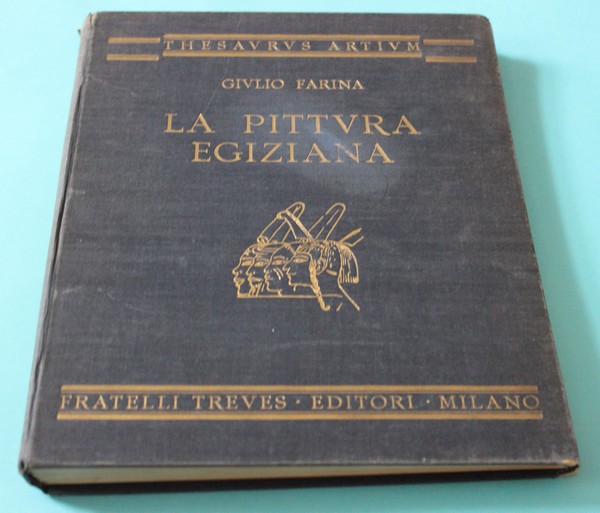 THESAVRVS ARTIVM
GIVLIO FARINA
LA PITTVRA
EGIZIANA
FRATELLI TREVES · EDITORI · MILANO